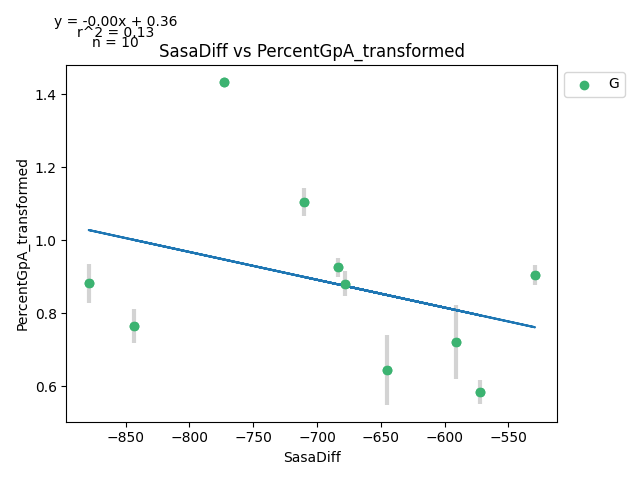 y = -0.00x + 0.36
r^2 = 0.13
n = 10
SasaDiff vs PercentGpA_transformed
G
PercentGpA_transformed
1.4
1.2
1.0
0.8
0.6
−850
−800
−750
−700
−650
−600
−550
SasaDiff